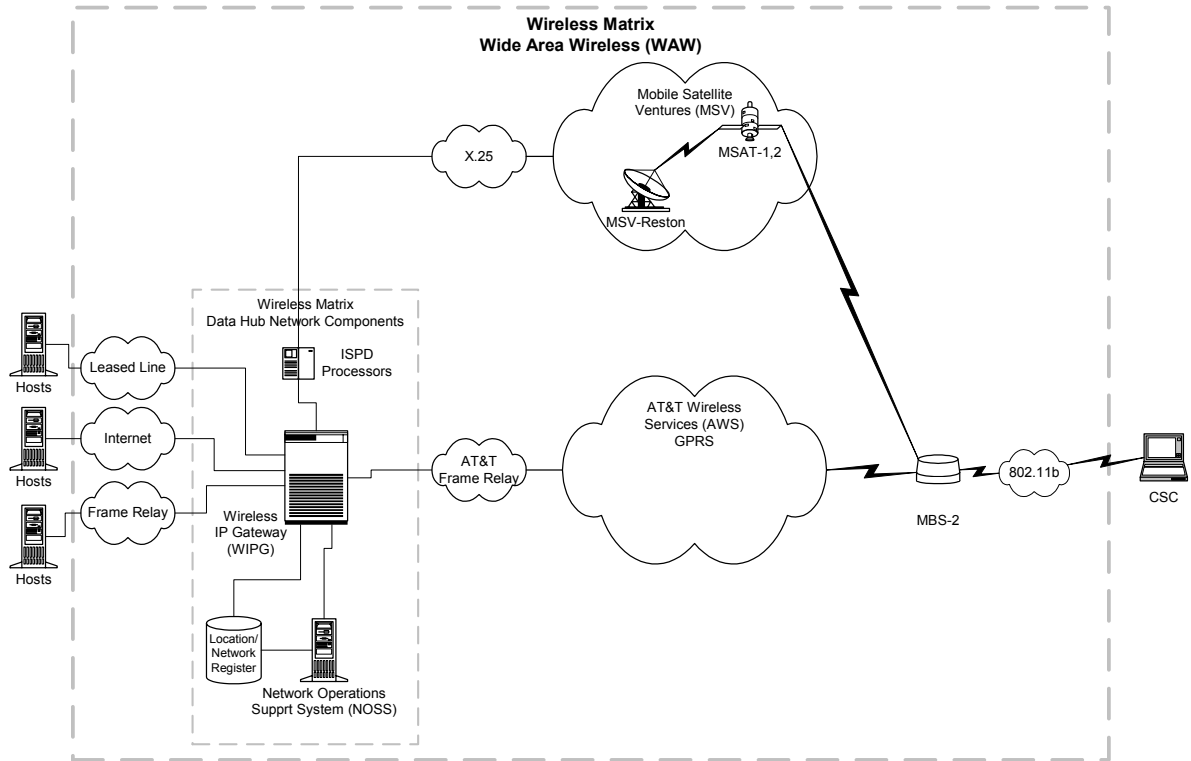 Wireless Matrix
Wide Area Wireless (WAW)
Mobile Satellite
Ventures (MSV)
X.25
MSAT-1,2
MSV-Reston
Wireless Matrix
Data Hub Network Components
ISPD
Processors
Hosts
Leased Line
Hosts
Internet
Hosts
Frame Relay
Wireless
IP Gateway
(WIPG)
AT&T
Frame Relay
AT&T Wireless
Services (AWS)
GPRS
MBS-2
802.11b
CSC
Location/
Network
Register
Network Operations
Supprt System (NOSS)